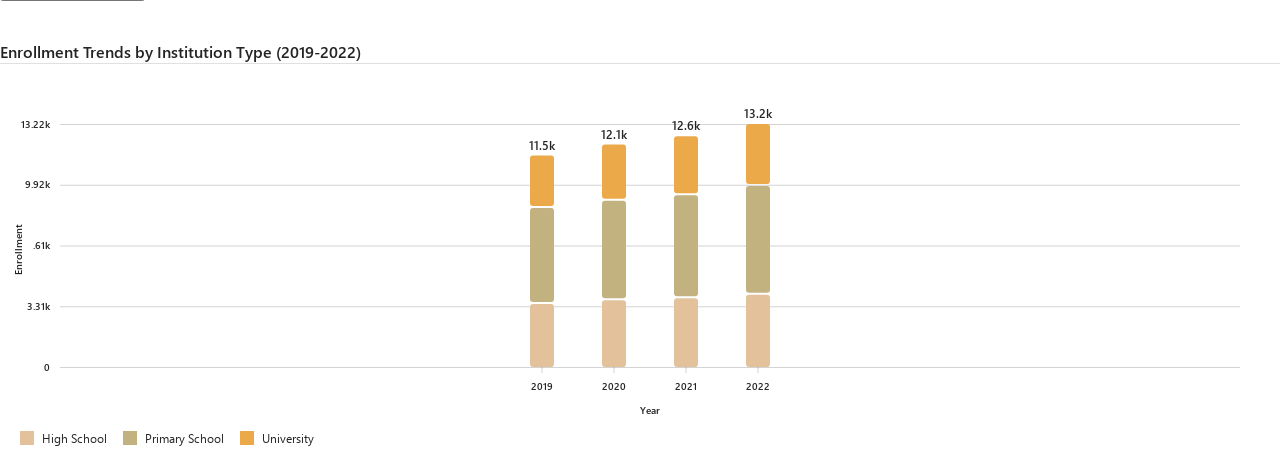 Enrollment Trends by Institution Type (2019-2022)
13.2k
12.6k
12.1k
11.5k
13.22k
9.92k
.61k
3.31k
0
Enrollment
2019 2020 2021 2022
Year
High School Primary School University